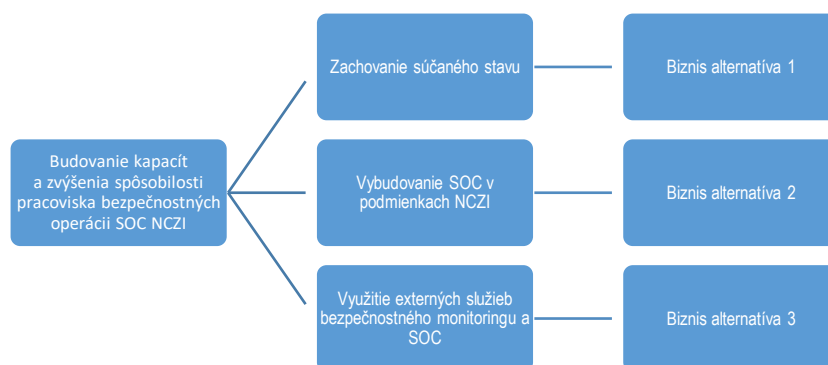 Zachovanie súčaného stavu
Biznis alternatíva 1
Budovanie kapacít
a zvýšenia spôsobilosti
pracoviska bezpečnostných
operácii SOC NCZI
Vybudovanie SOC v
podmienkach NCZI
Biznis alternatíva 2
Využitie externých služieb
bezpečnostného monitoringu a
SOC
Biznis alternatíva 3